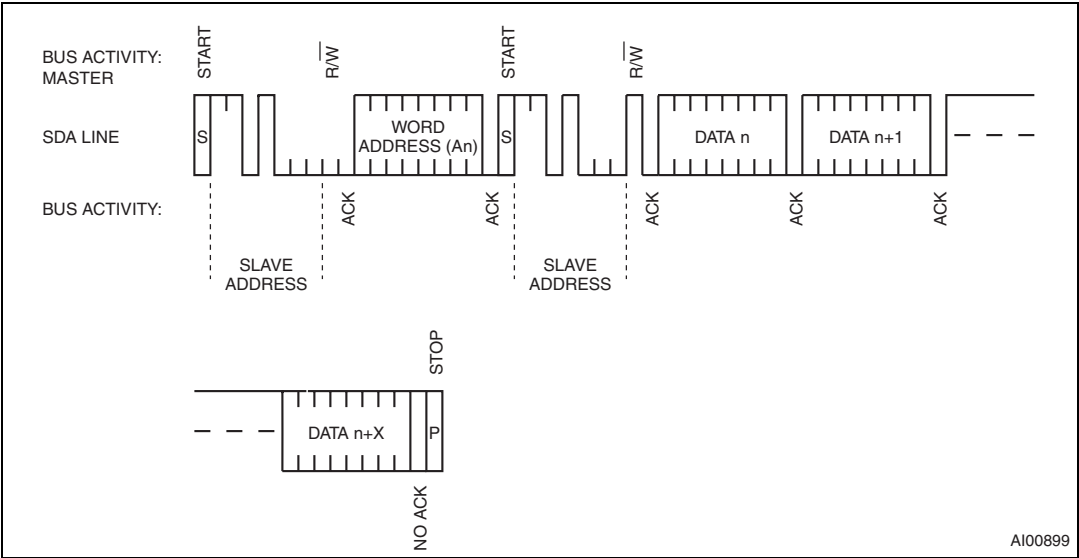 BUS ACTIVITY:
MASTER
START
R/W
START
R/W
SDA LINE
S
WORD
ADDRESS (An)
S
DATA n
DATA n+1
BUS ACTIVITY:
ACK
ACK
ACK
ACK
ACK
SLAVE
ADDRESS
SLAVE
ADDRESS
STOP
DATA n+X
P
NO ACK
AI00899